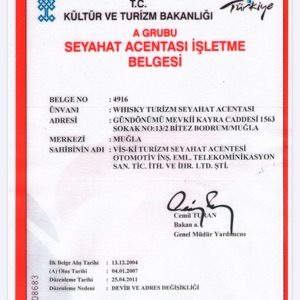 T.C.
Türkiye
KÜLTÜR VE TURİZM BAKANLIĞI
A GRUBU
SEYAHAT ACENTASI İŞLETME
BELGESİ
BELGE NO : 4916
ÜNVANI : WHISKY TURİZM SEYAHAT ACENTASI
ADRESİ : GÜNDÖNÜMÜ MEVKİİ KAYRA CADDESİ 1563
SOKAK NO:13/2 BİTEZ BODRUM/MUĞLA
MERKEZİ : MUĞLA
SAHİBİNİN ADI : VİS-Kİ TURİZM SEYAHAT ACENTESİ
OTOMOTİV İNŞ. EML. TELEKOMİNİKASYON
SAN. TİC. İTH. VE İHR. LTD. ŞTİ.
Cemil TURAN
Bakan a.
Genel Müdür Yardımcısı
İlk Belge Alış Tarihi : 13.12.2004
(A) Oluş Tarihi : 04.01.2007
Düzenleme Tarihi : 25.04.2011
Düzenleme Nedeni : DEVİR VE ADRES DEĞİŞİKLİĞİ
08683